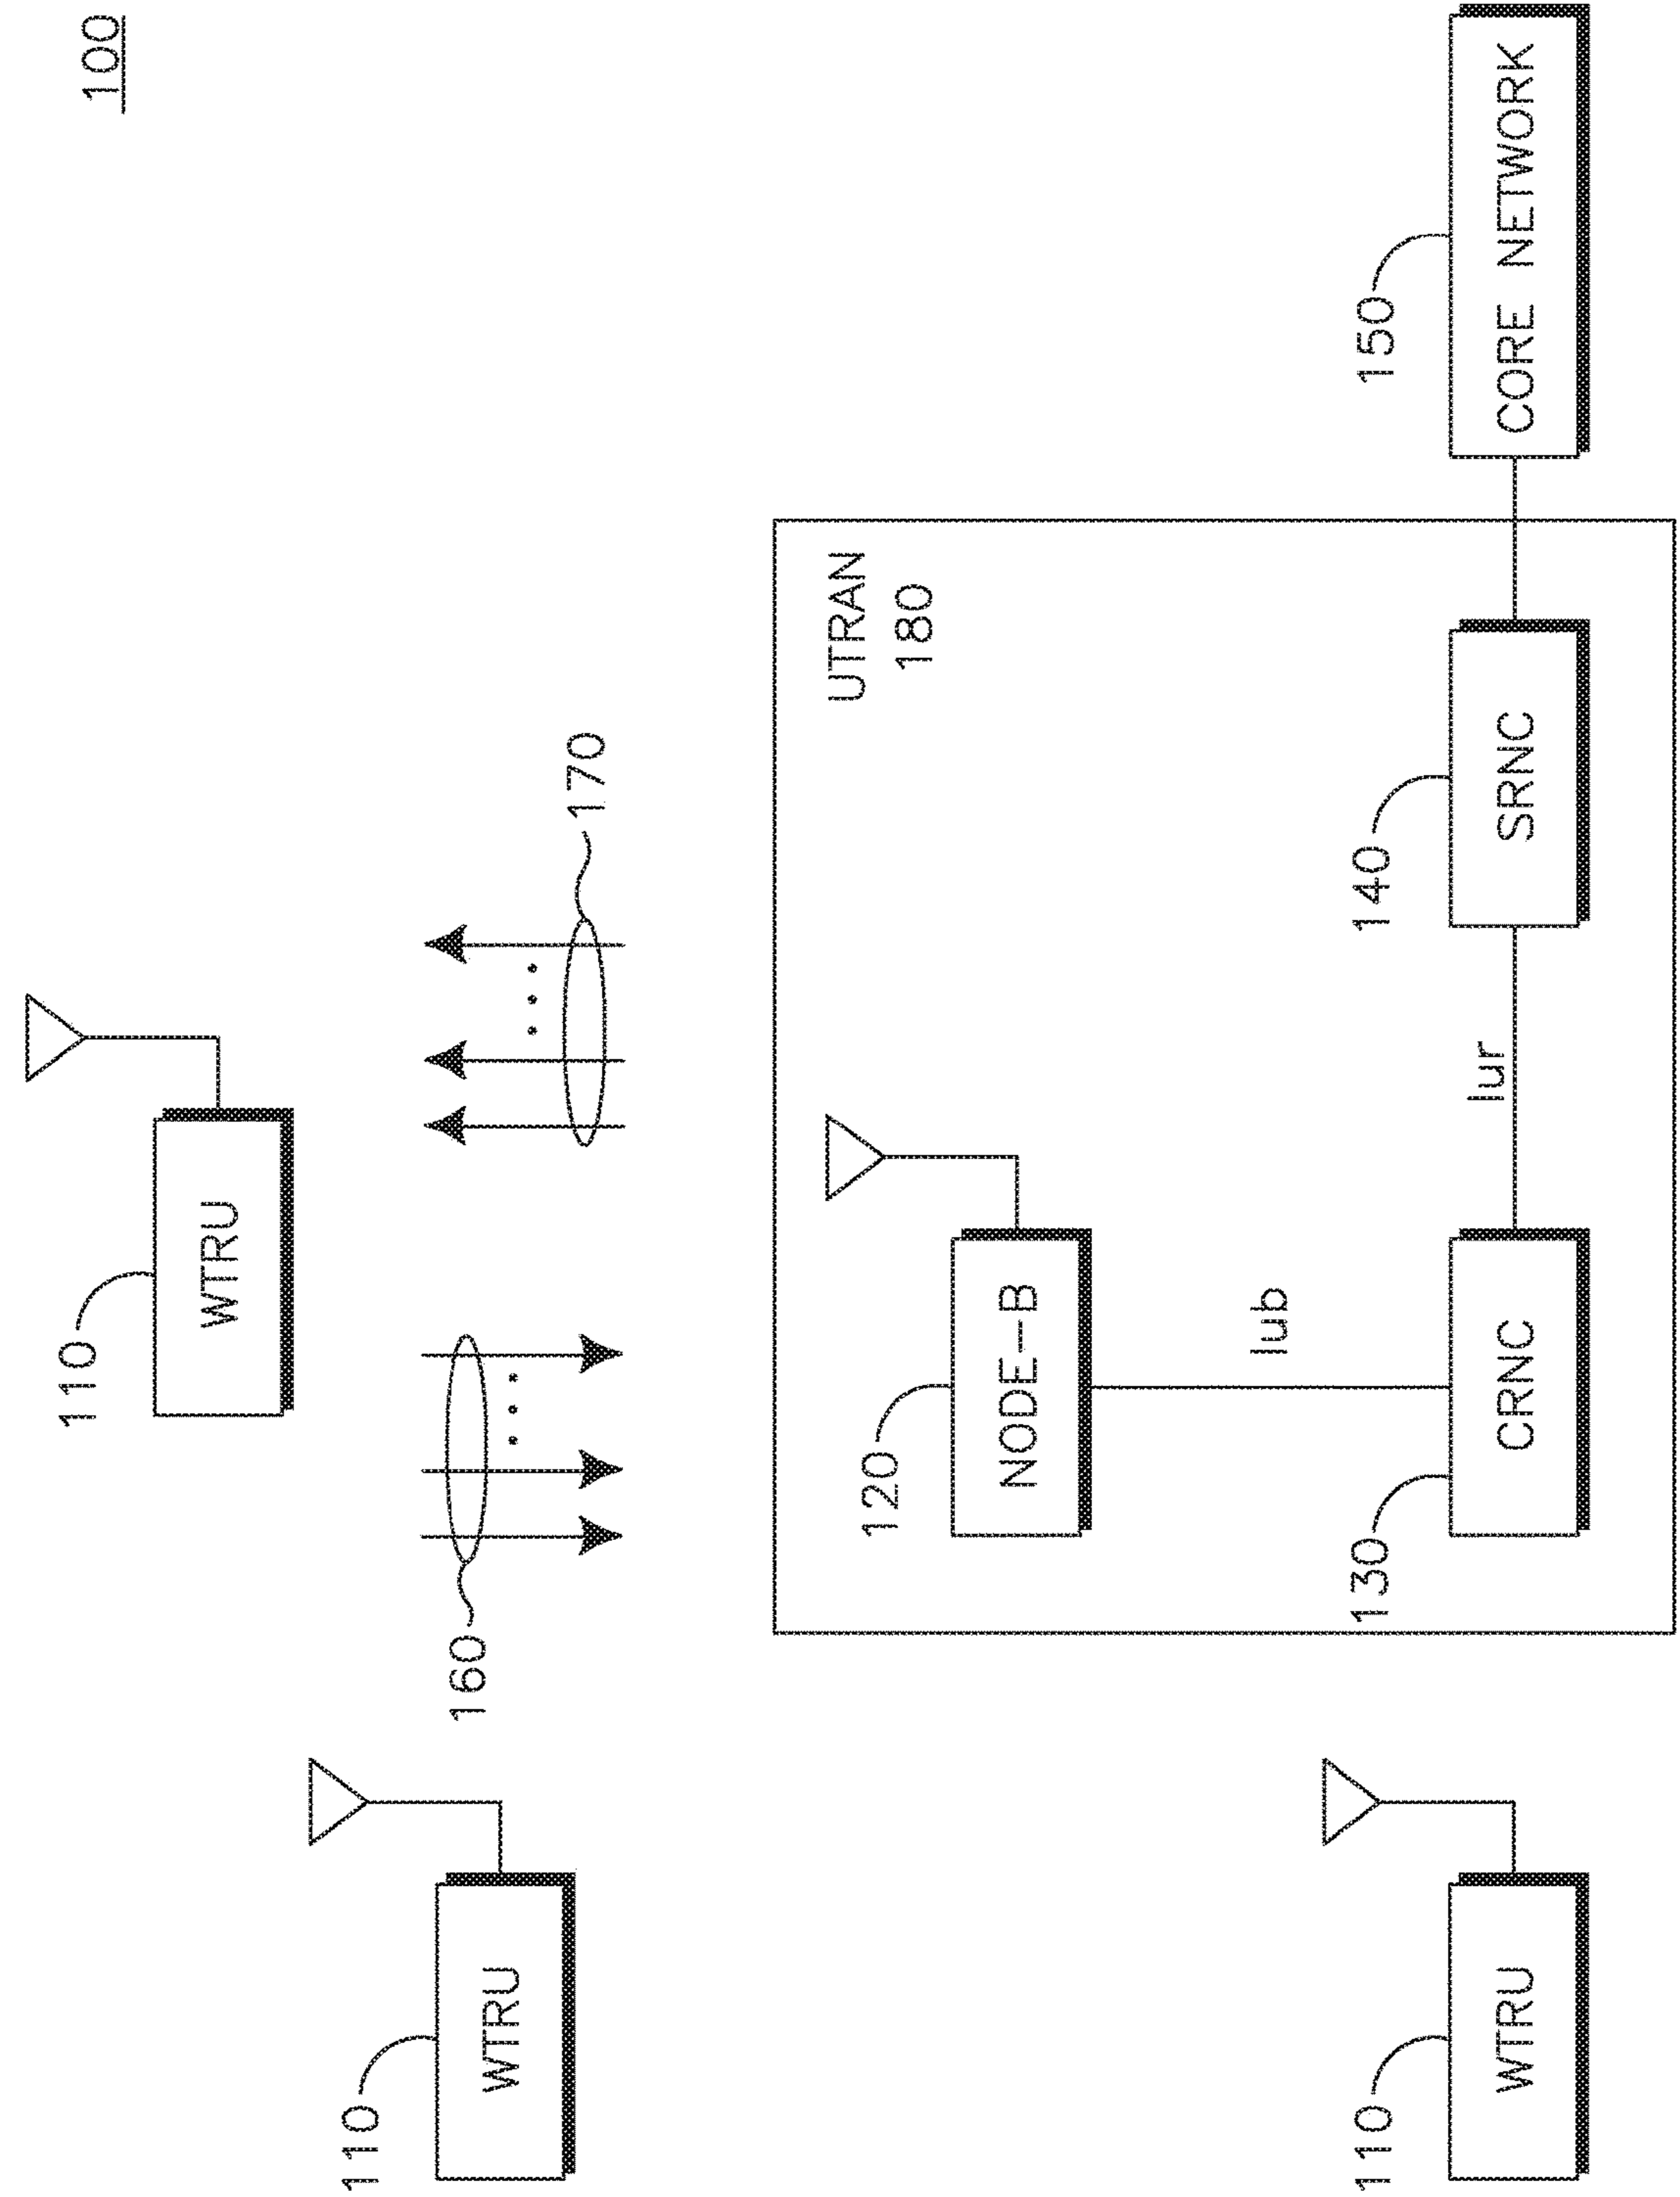 100
110
WTRU
110
WTRU
160
170
UTRAN
180
120
NODE-B
Iub
110
WTRU
130
CRNC
Iur
140
SRNC
150
CORE NETWORK